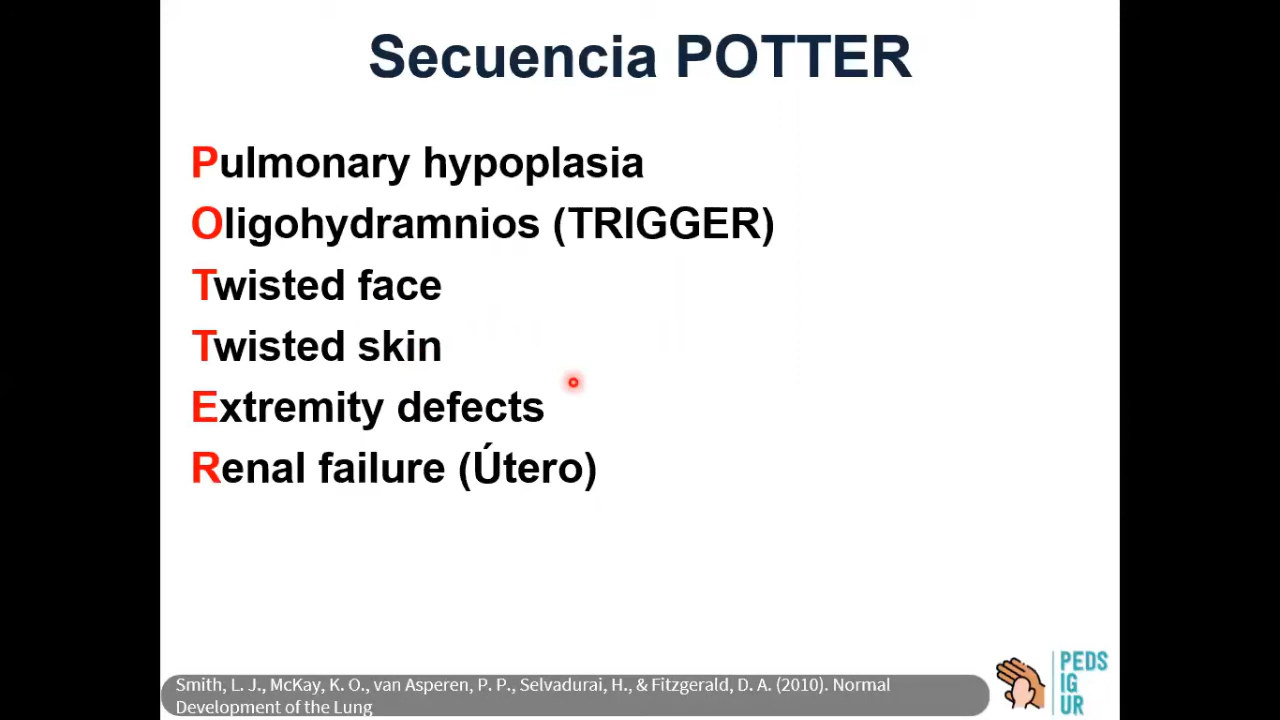 Secuencia POTTER
Pulmonary hypoplasia
Oligohydramnios (TRIGGER)
Twisted face
Twisted skin
Extremity defects
Renal failure (Útero)
Smith, L. J., McKay, K. O., van Asperen, P. P., Selvadurai, H., & Fitzgerald, D. A. (2010). Normal
Development of the Lung
PEDS
IG
UR